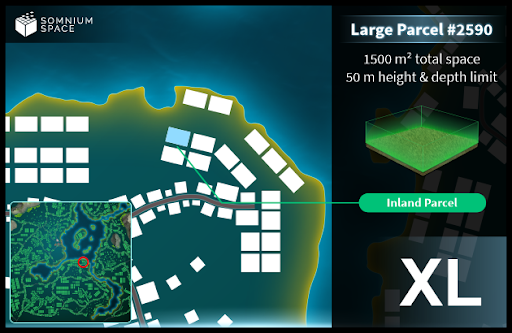 SOMNIUM
SPACE
Large Parcel #2590
1500 m² total space
50 m height & depth limit
Inland Parcel
XL